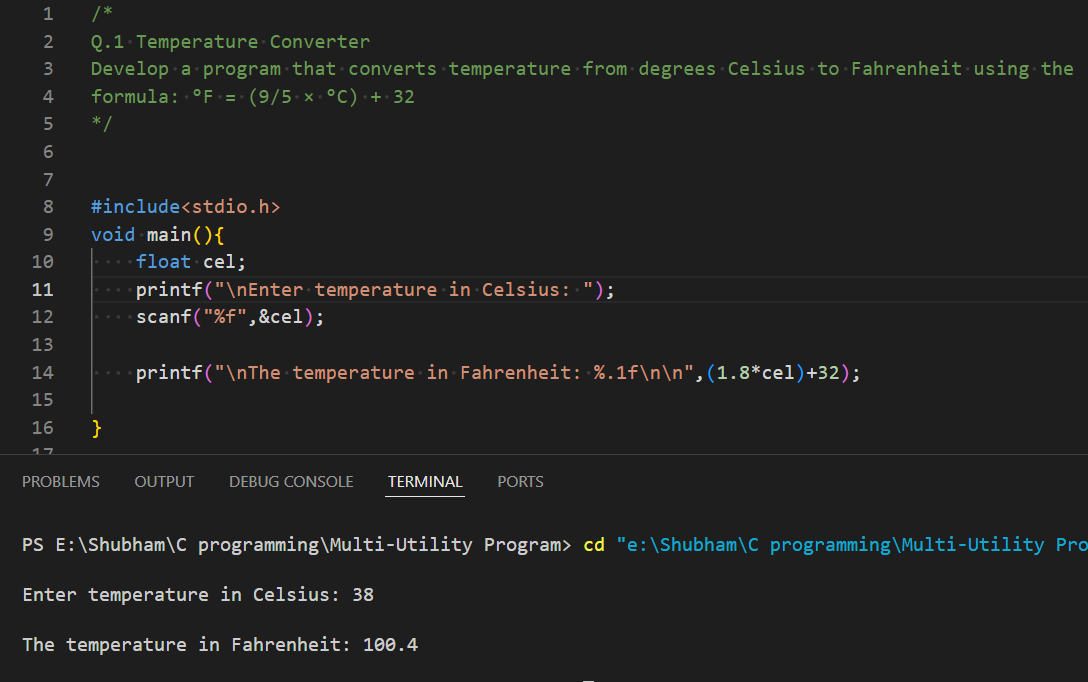 1 /*
2 Q.1 Temperature Converter
3 Develop a program that converts temperature from degrees Celsius to Fahrenheit using the
4 formula: °F = (9/5 × °C) + 32
5 */
6
7
8 #include<stdio.h>
9 void main(){
10     float cel;
11     printf("\nEnter temperature in Celsius: ");
12     scanf("%f",&cel);
13
14     printf("\nThe temperature in Fahrenheit: %.1f\n\n",(1.8*cel)+32);
15
16 }
17
PROBLEMS OUTPUT DEBUG CONSOLE TERMINAL PORTS
PS E:\Shubham\C programming\Multi-Utility Program> cd "e:\Shubham\C programming\Multi-Utility Pro
Enter temperature in Celsius: 38
The temperature in Fahrenheit: 100.4